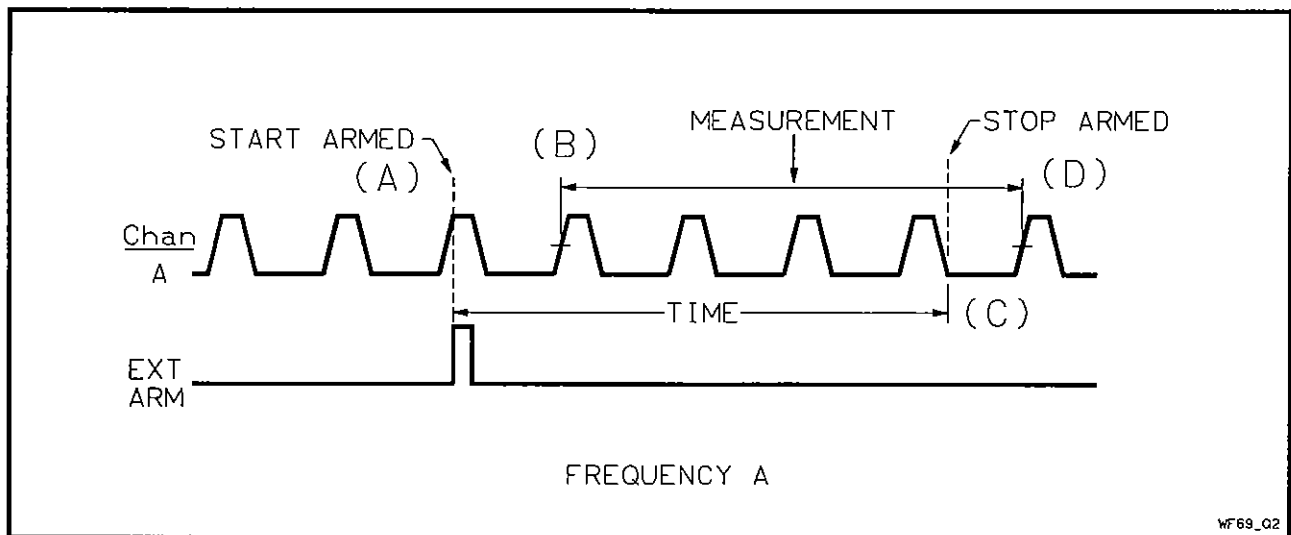 START ARMED
(A)
(B)
MEASUREMENT
STOP ARMED
(D)
Chan
A
TIME
(C)
EXT
ARM
FREQUENCY A
WF69_Q2